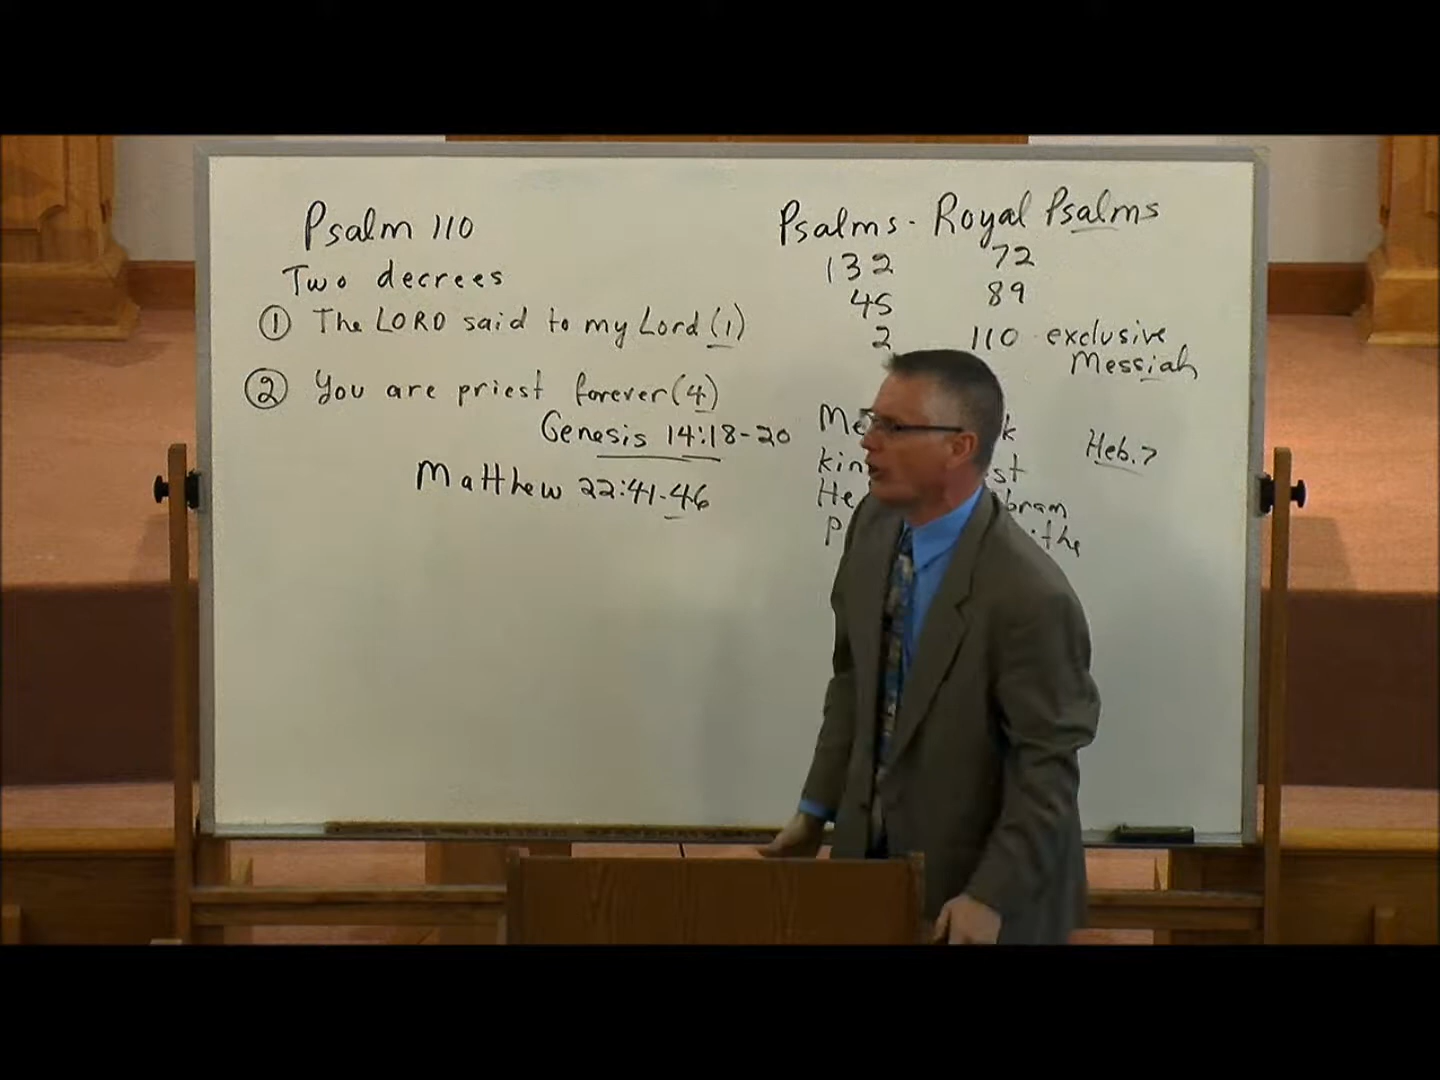 Psalm 110
Two decrees
① The LORD said to my Lord (1)
② You are priest forever (4)
Genesis 14:18-20
Matthew 22:41-46
Psalms - Royal Psalms
132 72
45 89
2 110 exclusive
Messiah
Heb. 7